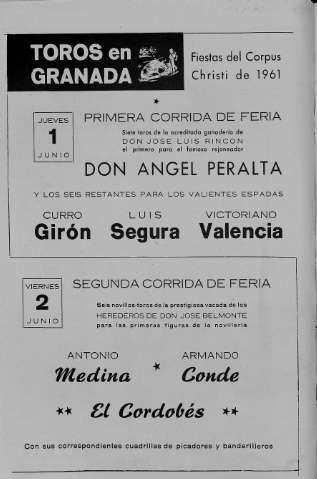 TOROS en
GRANADA
Fiestas del Corpus
Christi de 1961
JUEVES
1
JUNIO
PRIMERA CORRIDA DE FERIA
Siete toros de la acreditada ganadería de
DON JOSE LUIS RINCON
el primero para el famoso rejoneador
DON ANGEL PERALTA
Y LOS SEIS RESTANTES PARA LOS VALIENTES ESPADAS
CURRO LUIS VICTORIANO
Girón Segura Valencia
VIERNES
2
JUNIO
SEGUNDA CORRIDA DE FERIA
Seis novillos-toros de la prestigiosa vacada de los
HEREDEROS DE DON JOSE BELMONTE
para las primeras figuras de la novillería
ANTONIO ARMANDO
Medina * Conde
** El Cordobés **
Con sus correspondientes cuadrillas de picadores y banderilleros